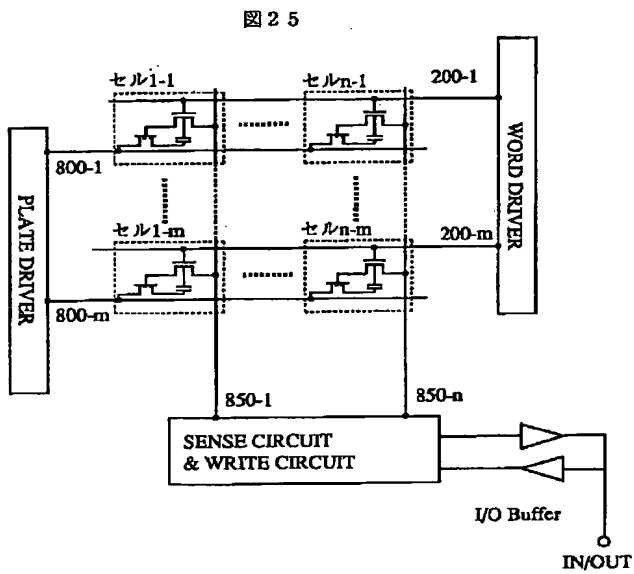 図25
セル1-1
セルn-1
200-1
800-1
WORD DRIVER
PLATE DRIVER
セル1-m
セルn-m
200-m
800-m
850-1
850-n
SENSE CIRCUIT
& WRITE CIRCUIT
I/O Buffer
IN/OUT